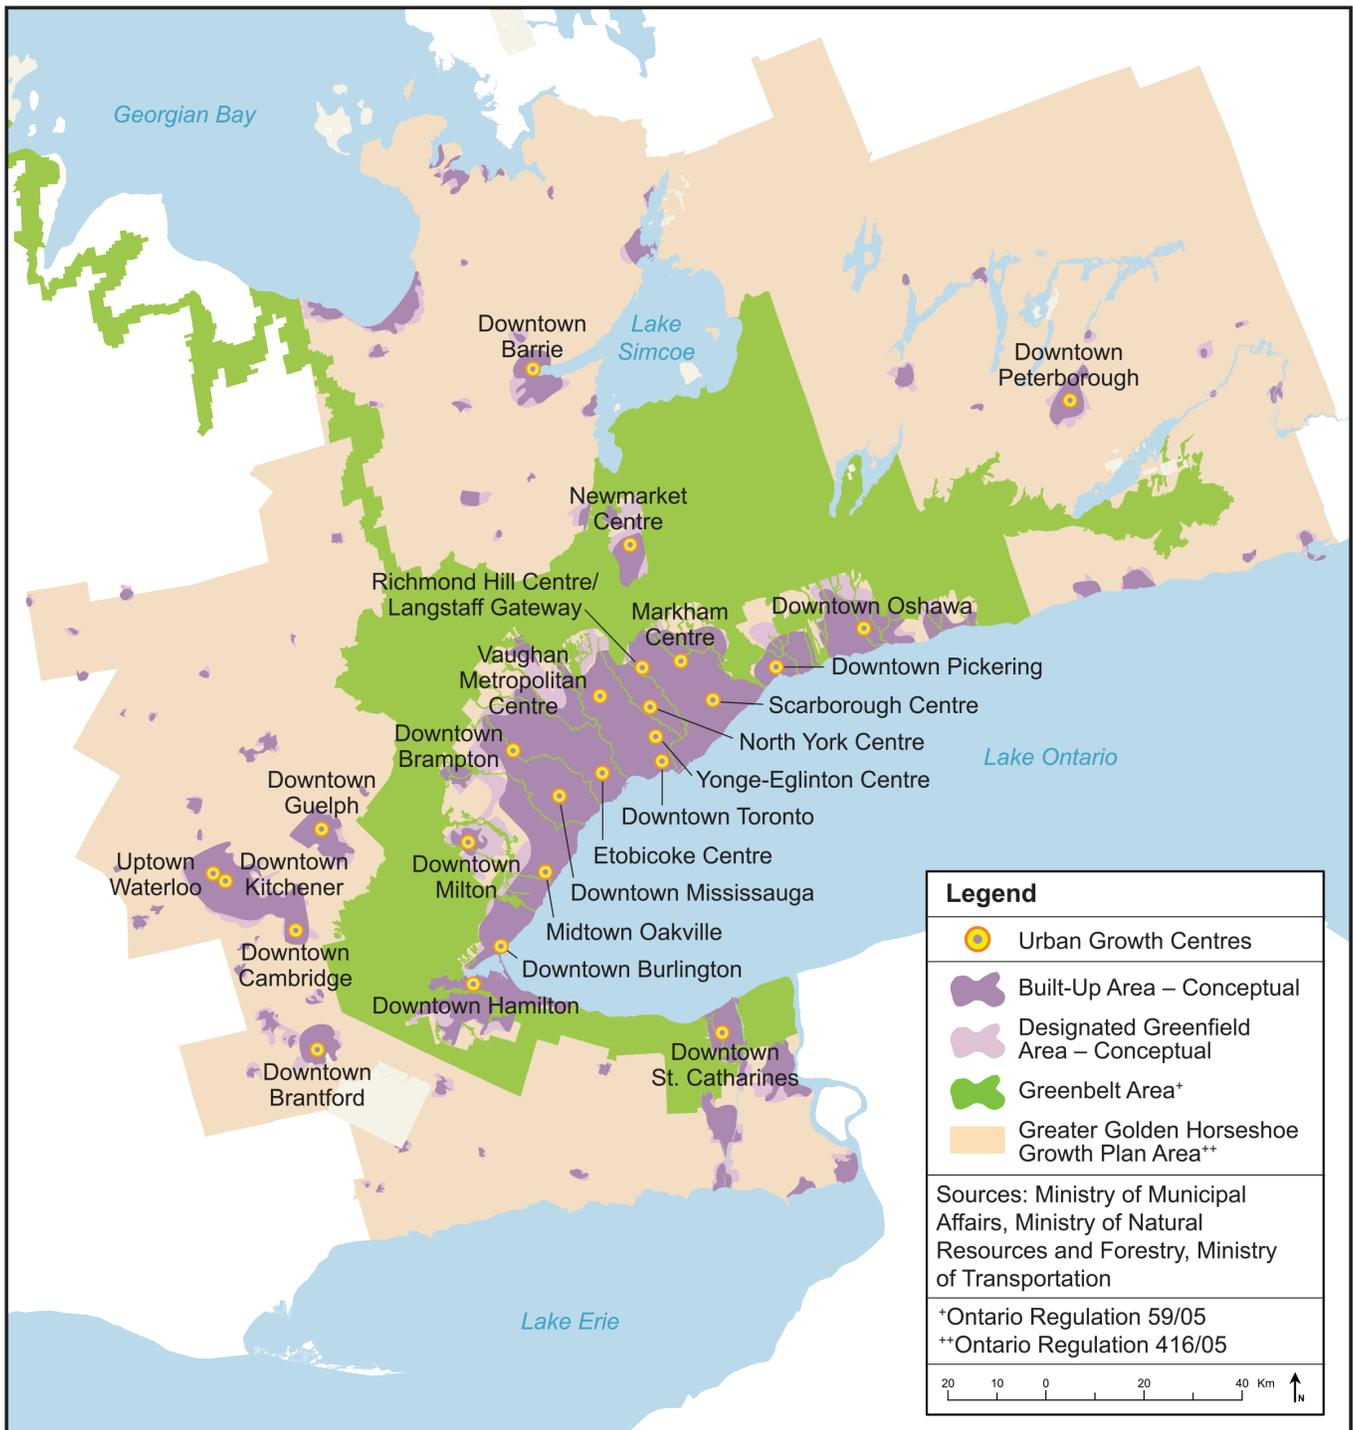 Georgian Bay
Downtown
Barrie
Lake
Simcoe
Downtown
Peterborough
Newmarket
Centre
Richmond Hill Centre/
Langstaff Gateway
Markham
Centre
Downtown Oshawa
Vaughan
Metropolitan
Centre
Downtown Pickering
Scarborough Centre
Downtown
Brampton
North York Centre
Lake Ontario
Yonge-Eglinton Centre
Downtown
Guelph
Downtown Toronto
Etobicoke Centre
Uptown
Waterloo
Downtown
Kitchener
Downtown
Milton
Downtown Mississauga
Midtown Oakville
Downtown
Cambridge
Downtown Burlington
Downtown Hamilton
Downtown
St. Catharines
Downtown
Brantford
Lake Erie
Legend
Urban Growth Centres
Built-Up Area – Conceptual
Designated Greenfield
Area – Conceptual
Greenbelt Area+
Greater Golden Horseshoe
Growth Plan Area++
Sources: Ministry of Municipal
Affairs, Ministry of Natural
Resources and Forestry, Ministry
of Transportation
+Ontario Regulation 59/05
++Ontario Regulation 416/05
20 10 0 20 40 Km
N